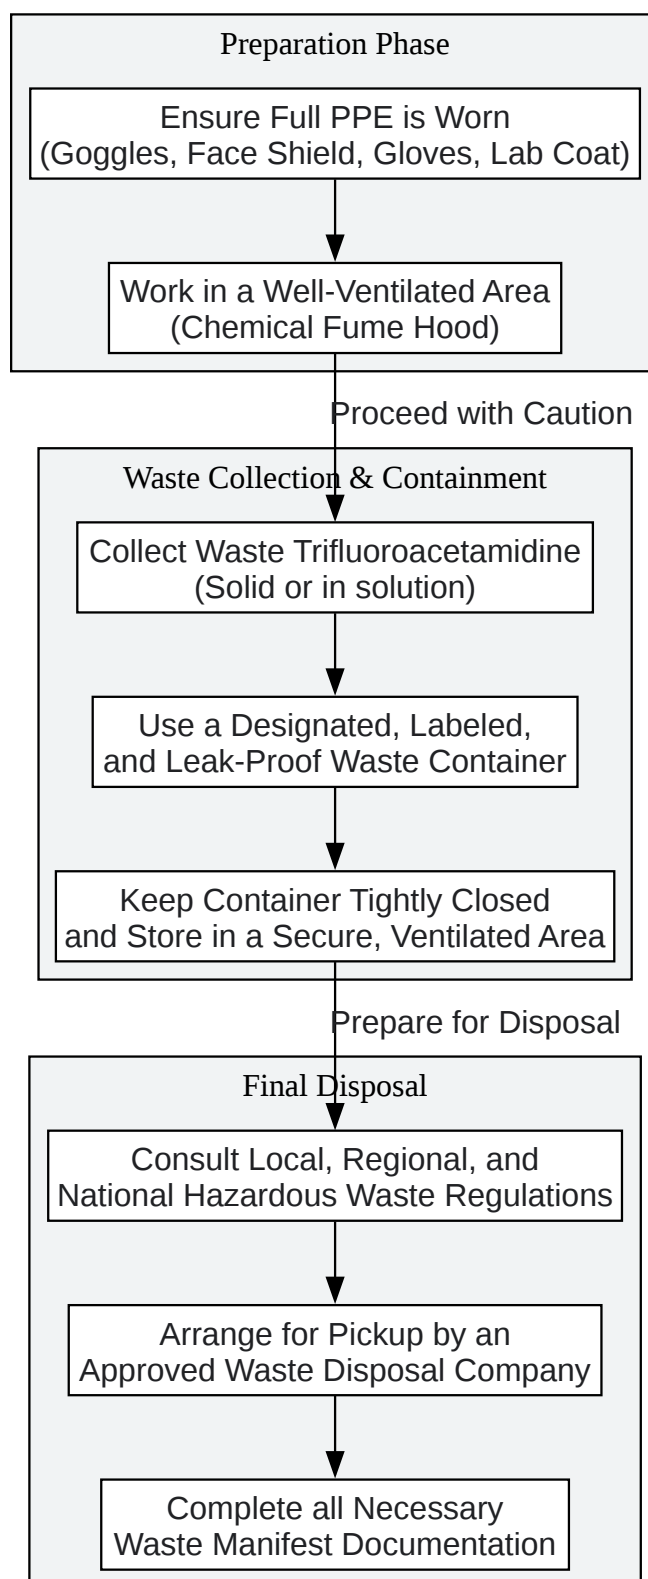 Preparation Phase
Ensure Full PPE is Worn
(Goggles, Face Shield, Gloves, Lab Coat)
Work in a Well-Ventilated Area
(Chemical Fume Hood)
Proceed with Caution
Waste Collection & Containment
Collect Waste Trifluoroacetamidine
(Solid or in solution)
Use a Designated, Labeled,
and Leak-Proof Waste Container
Keep Container Tightly Closed
and Store in a Secure, Ventilated Area
Prepare for Disposal
Final Disposal
Consult Local, Regional, and
National Hazardous Waste Regulations
Arrange for Pickup by an
Approved Waste Disposal Company
Complete all Necessary
Waste Manifest Documentation